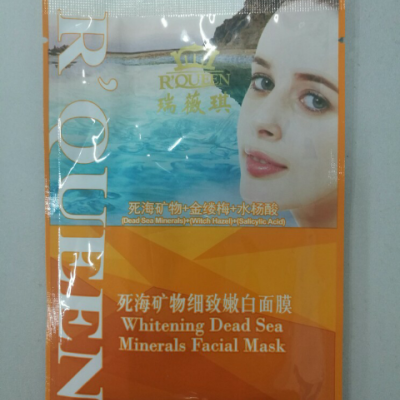 R'QUEEN
R'QUEEN
瑞薇琪
死海矿物+金缕梅+水杨酸
(Dead Sea Minerals)+(Witch Hazel)+(Salicylic Acid)
死海矿物细致嫩白面膜
Whitening Dead Sea
Minerals Facial Mask